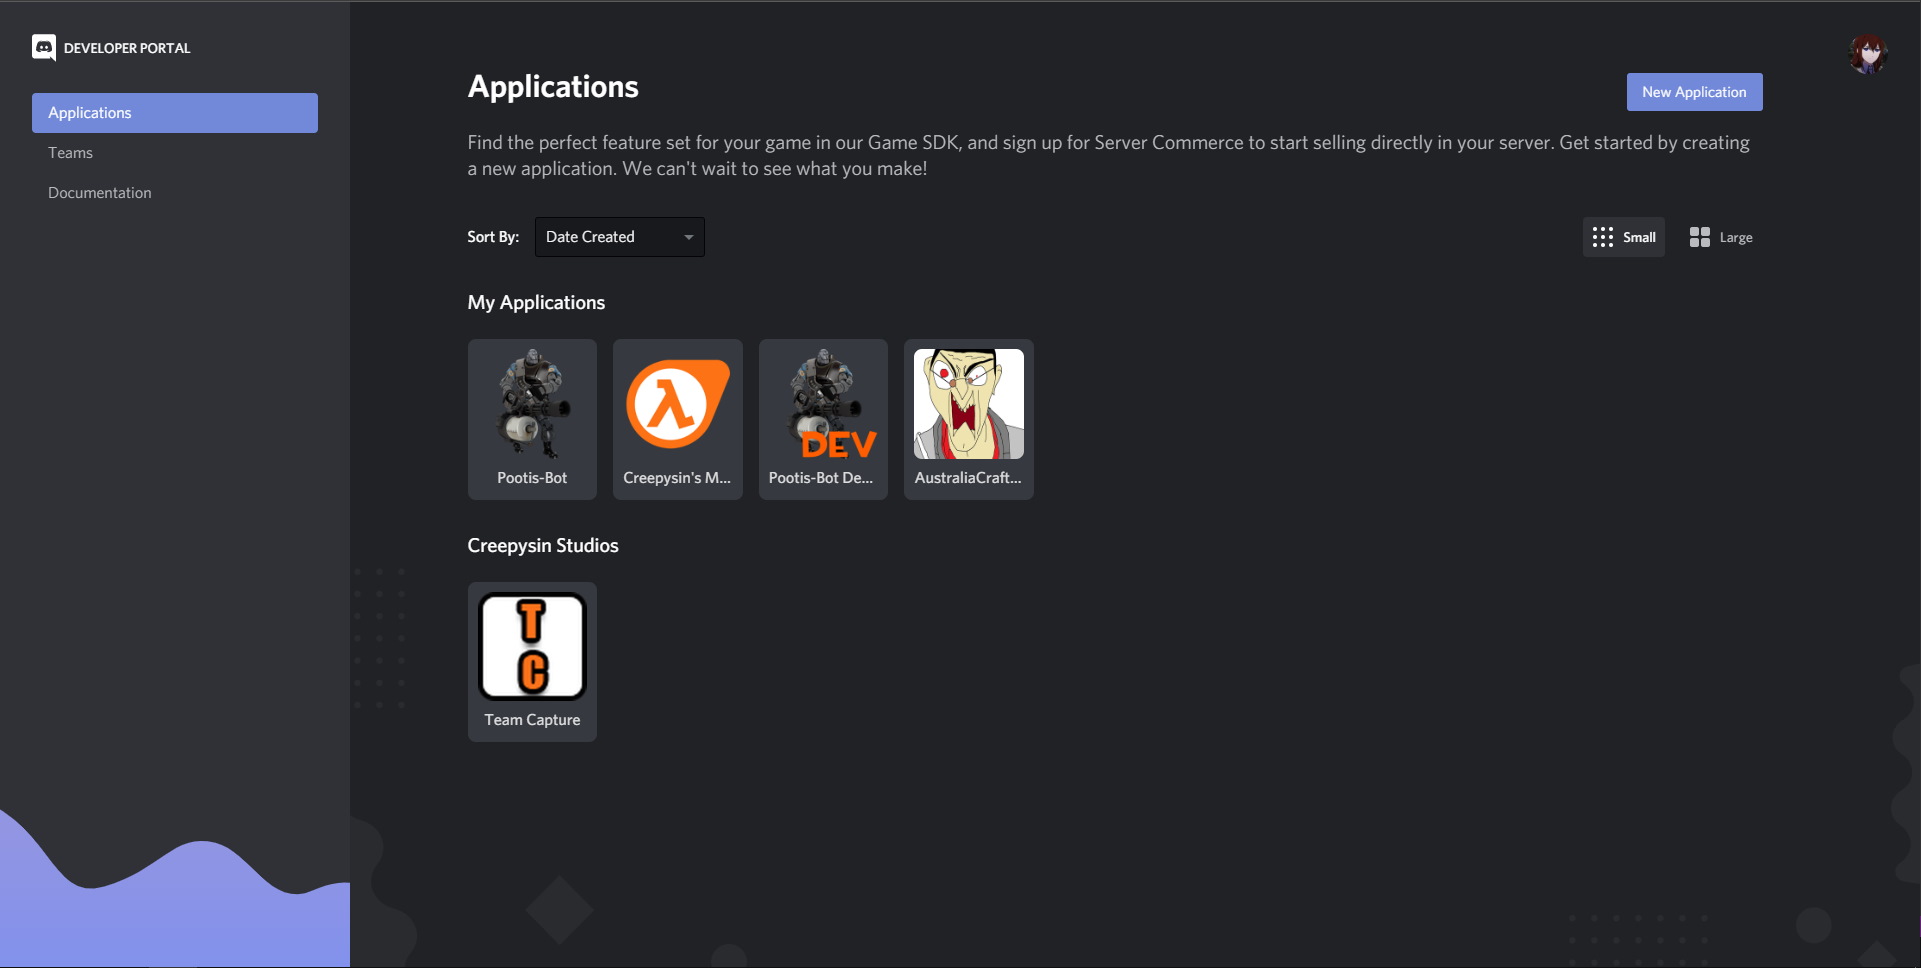 DEVELOPER PORTAL
Applications
Teams
Documentation
Applications
New Application
Find the perfect feature set for your game in our Game SDK, and sign up for Server Commerce to start selling directly in your server. Get started by creating
a new application. We can't wait to see what you make!
Sort By:
Date Created
Small
Large
My Applications
DEV
Pootis-Bot
Creepysin's M...
Pootis-Bot De...
AustraliaCraft...
Creepysin Studios
T
C
Team Capture